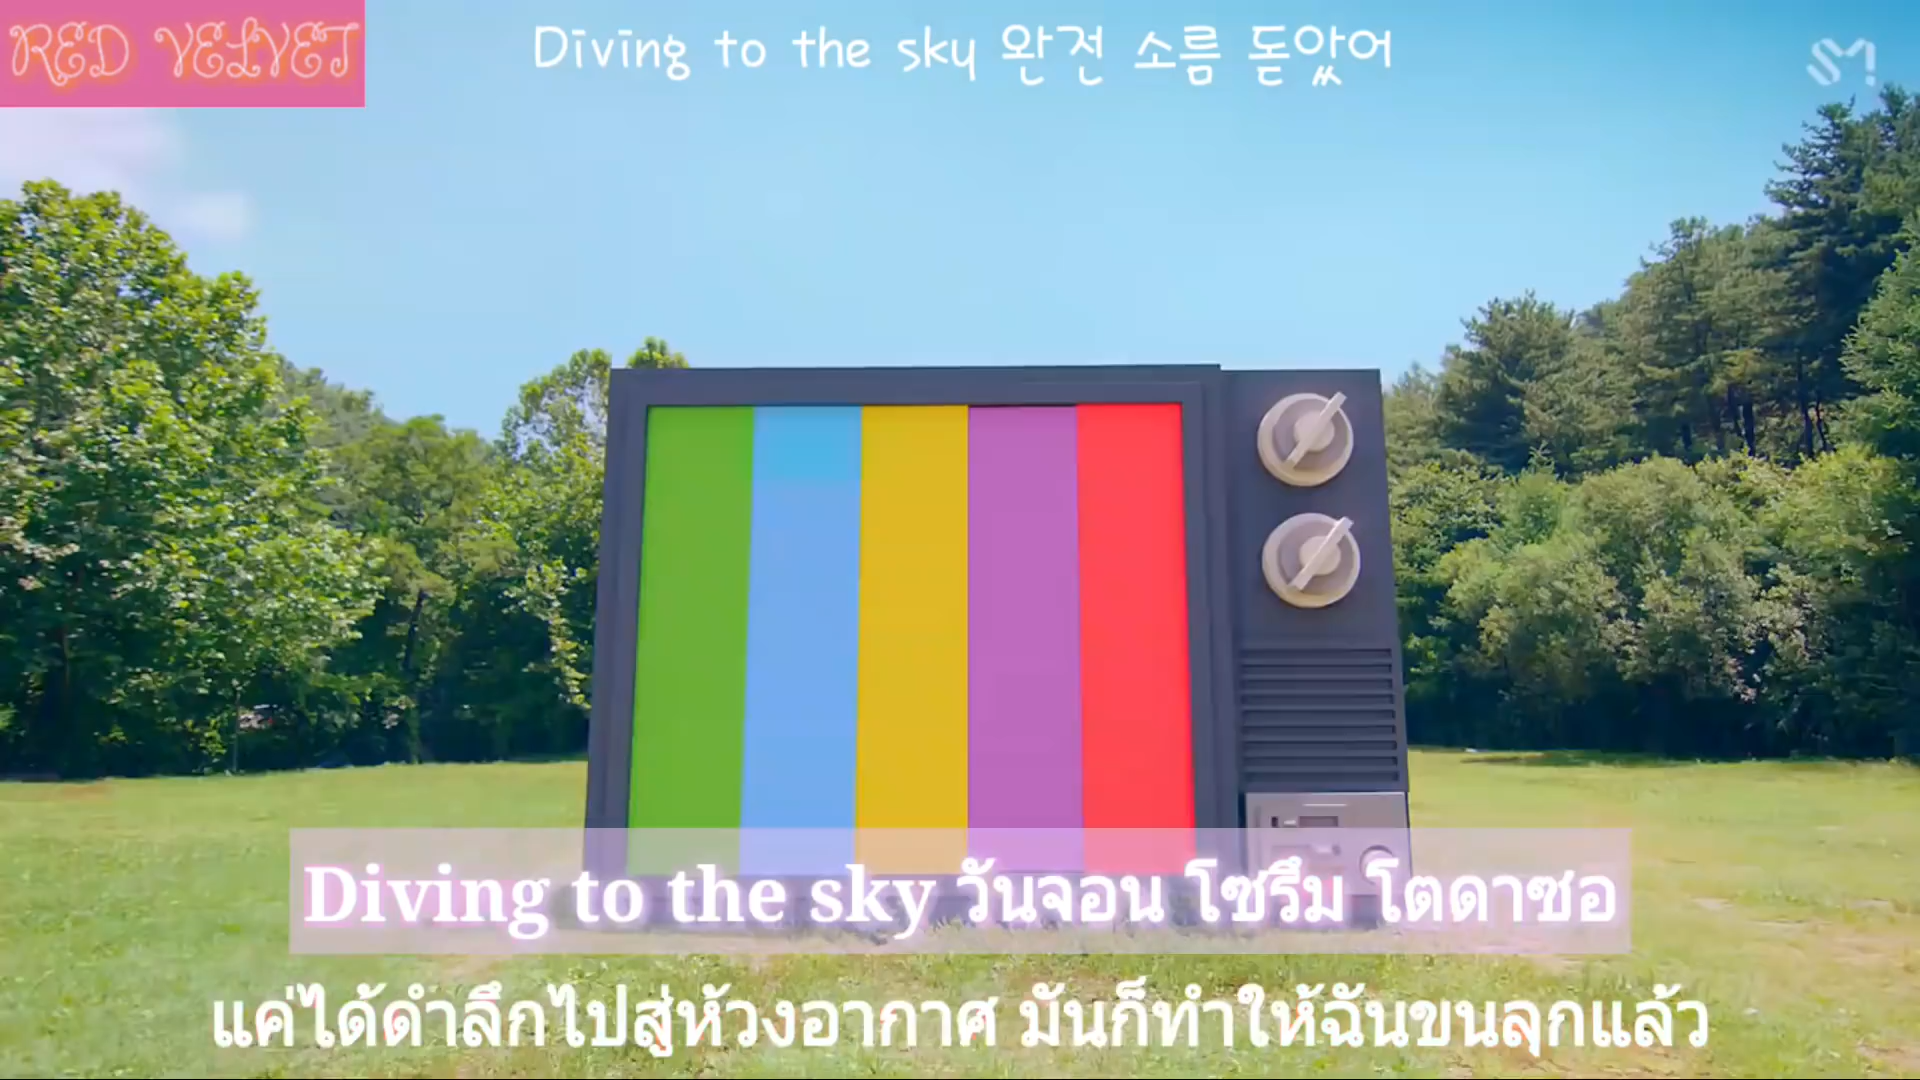 RED VELVET
Diving to the sky 완전 소름 돋았어
SM
Diving to the sky วันจอน โซรึม โตดาซอ
แค่ได้ดำลึกไปสู่ห้วงอากาศ มันก็ทำให้ฉันขนลุกแล้ว